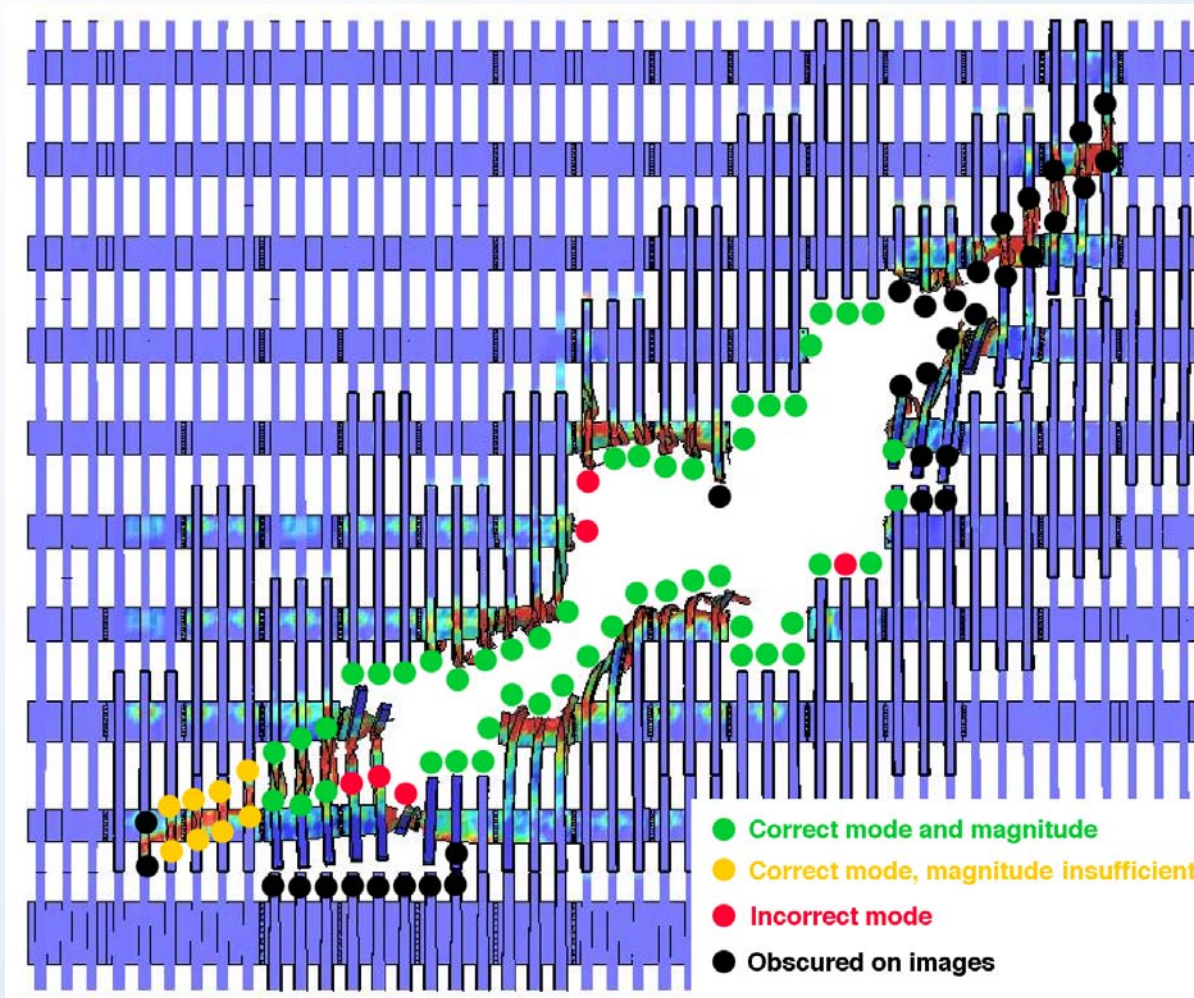 Correct mode and magnitude
Correct mode, magnitude insufficient
Incorrect mode
Obscured on images